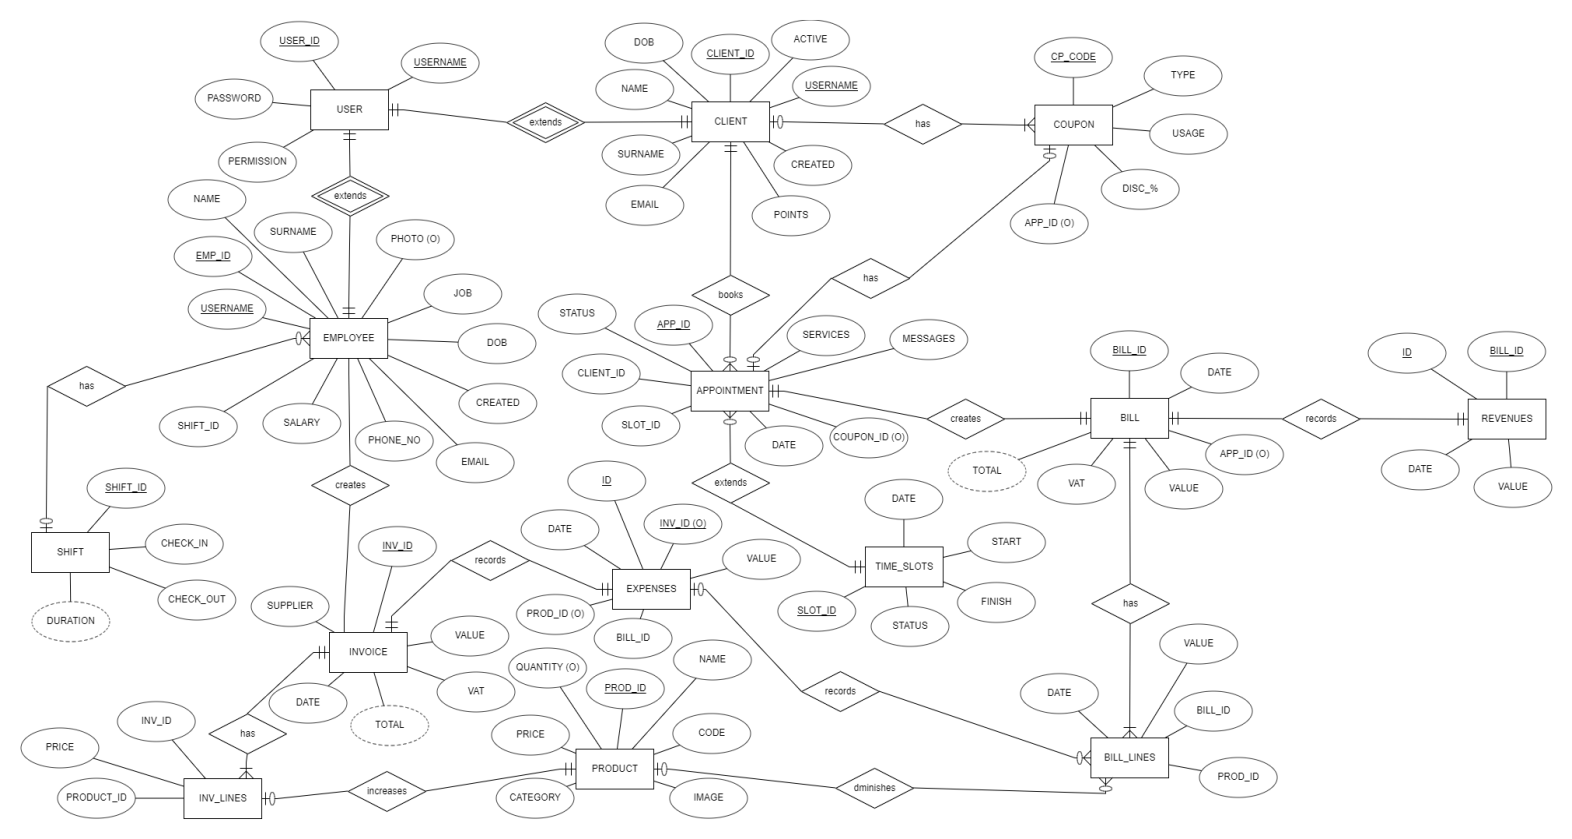 USER_ID
USERNAME
PASSWORD
USER
PERMISSION
extends
extends
DOB
CLIENT_ID
ACTIVE
NAME
USERNAME
CLIENT
SURNAME
CREATED
EMAIL
POINTS
has
CP_CODE
TYPE
COUPON
USAGE
DISC_%
APP_ID (O)
has
books
NAME
SURNAME
PHOTO (O)
EMP_ID
USERNAME
JOB
EMPLOYEE
DOB
CREATED
SHIFT_ID
SALARY
PHONE_NO
EMAIL
has
creates
STATUS
APP_ID
SERVICES
MESSAGES
CLIENT_ID
APPOINTMENT
SLOT_ID
DATE
COUPON_ID (O)
creates
BILL_ID
DATE
BILL
TOTAL
VAT
VALUE
APP_ID (O)
records
ID
BILL_ID
REVENUES
DATE
VALUE
extends
SHIFT_ID
SHIFT
CHECK_IN
CHECK_OUT
DURATION
ID
DATE
INV_ID (O)
VALUE
EXPENSES
PROD_ID (O)
BILL_ID
records
DATE
START
TIME_SLOTS
FINISH
SLOT_ID
STATUS
has
INV_ID
SUPPLIER
VALUE
INVOICE
VAT
DATE
TOTAL
has
QUANTITY (O)
PROD_ID
NAME
PRICE
CODE
PRODUCT
CATEGORY
IMAGE
records
VALUE
DATE
BILL_ID
BILL_LINES
PROD_ID
INV_ID
PRICE
PRODUCT_ID
INV_LINES
increases
dminishes